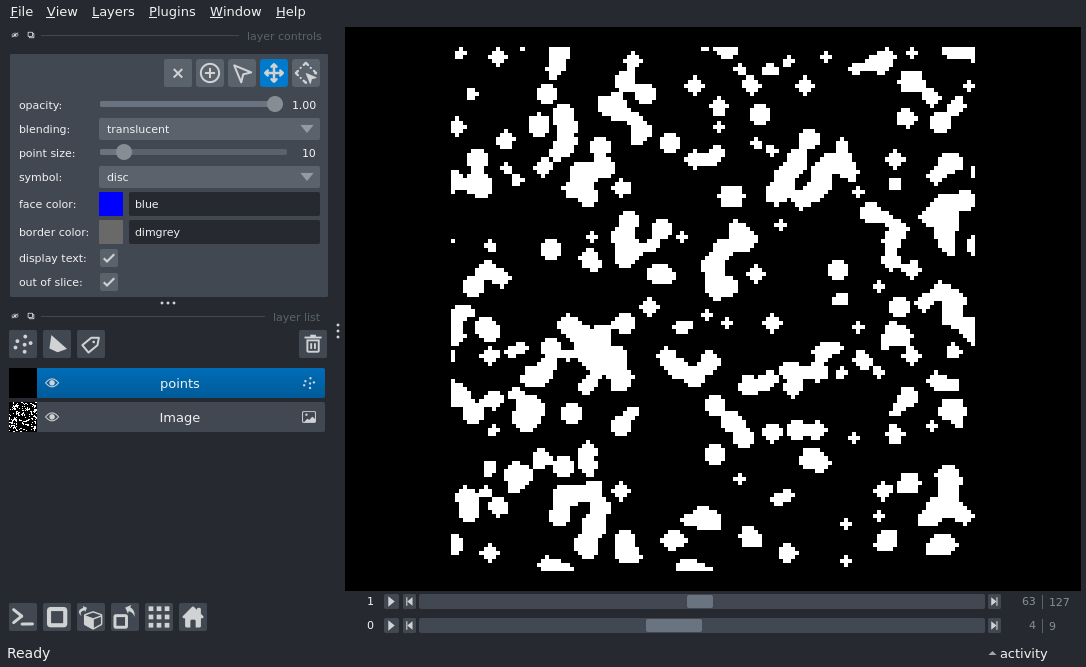 File View Layers Plugins Window Help
layer controls
opacity: 1.00
blending: translucent
point size: 10
symbol: disc
face color: blue
border color: dimgrey
display text:
out of slice:
layer list
points
Image
1 63 127
0 4 9
Ready activity